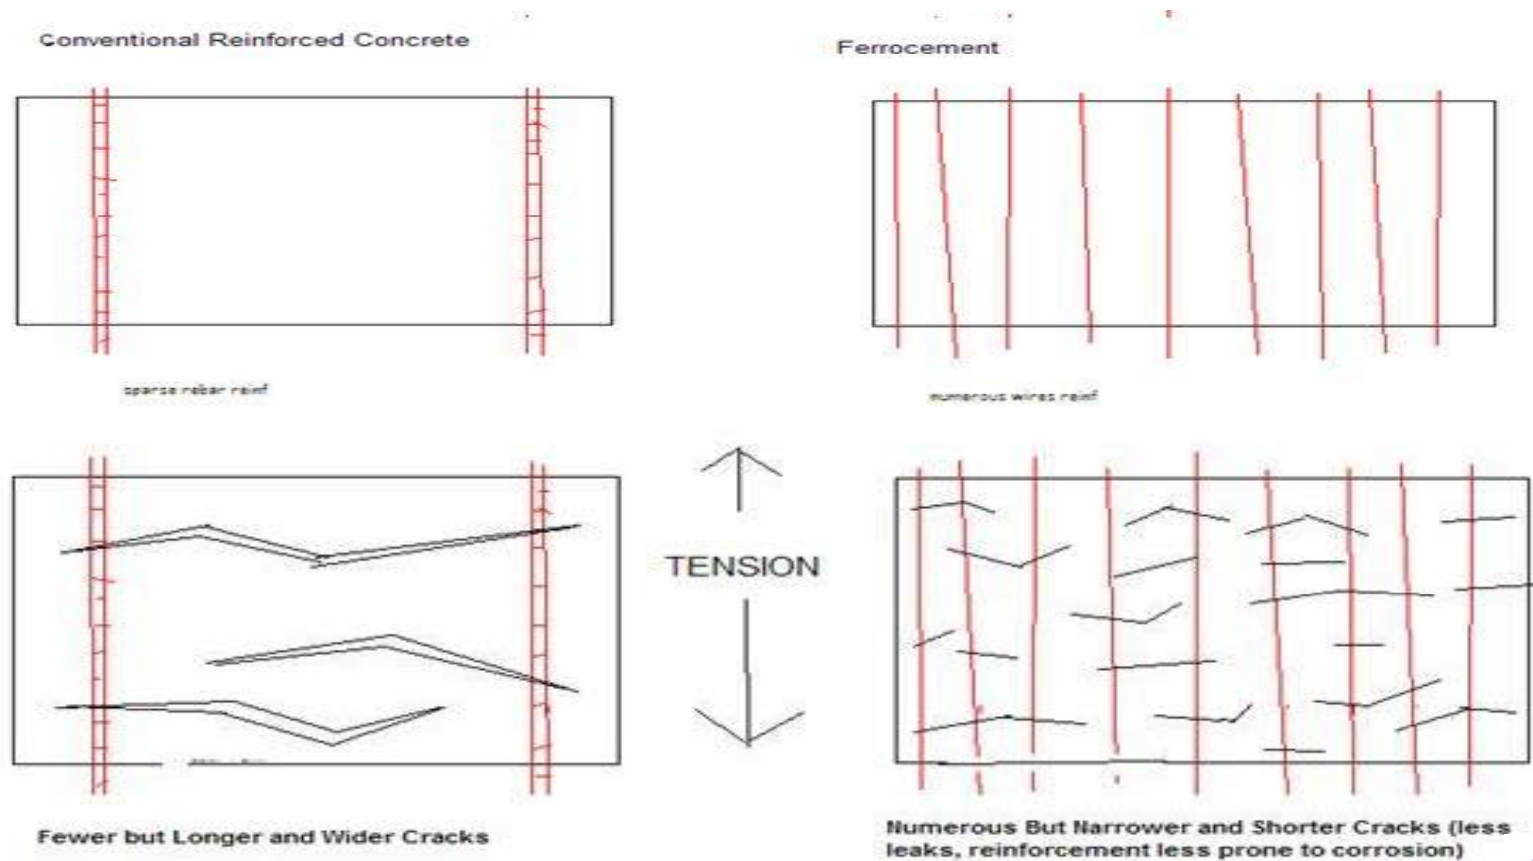 Conventional Reinforced Concrete
Ferrocement
sparse rebar reinf
numerous wires reinf
TENSION
Fewer but Longer and Wider Cracks
Numerous But Narrower and Shorter Cracks (less
leaks, reinforcement less prone to corrosion)